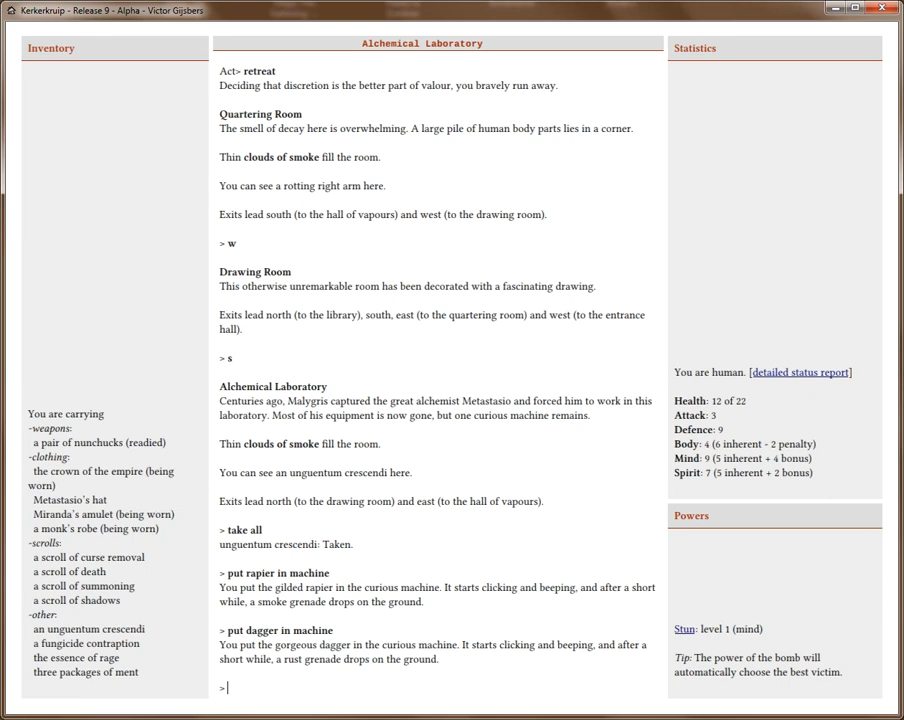 Kerkerkruip - Release 9 - Alpha - Victor Gijsbers
Inventory
You are carrying
-weapons:
a pair of nunchucks (readied)
-clothing:
the crown of the empire (being
worn)
Metastasio's hat
Miranda's amulet (being worn)
a monk's robe (being worn)
-scrolls:
a scroll of curse removal
a scroll of death
a scroll of summoning
a scroll of shadows
-other:
an unguentum crescendi
a fungicide contraption
the essence of rage
three packages of ment
Alchemical Laboratory
Act> retreat
Deciding that discretion is the better part of valour, you bravely run away.
Quartering Room
The smell of decay here is overwhelming. A large pile of human body parts lies in a corner.
Thin clouds of smoke fill the room.
You can see a rotting right arm here.
Exits lead south (to the hall of vapours) and west (to the drawing room).
> w
Drawing Room
This otherwise unremarkable room has been decorated with a fascinating drawing.
Exits lead north (to the library), south, east (to the quartering room) and west (to the entrance
hall).
> s
Alchemical Laboratory
Centuries ago, Malygris captured the great alchemist Metastasio and forced him to work in this
laboratory. Most of his equipment is now gone, but one curious machine remains.
Thin clouds of smoke fill the room.
You can see an unguentum crescendi here.
Exits lead north (to the drawing room) and east (to the hall of vapours).
> take all
unguentum crescendi: Taken.
> put rapier in machine
You put the gilded rapier in the curious machine. It starts clicking and beeping, and after a short
while, a smoke grenade drops on the ground.
> put dagger in machine
You put the gorgeous dagger in the curious machine. It starts clicking and beeping, and after a
short while, a rust grenade drops on the ground.
>
Statistics
You are human. [detailed status report]
Health: 12 of 22
Attack: 3
Defence: 9
Body: 4 (6 inherent - 2 penalty)
Mind: 9 (5 inherent + 4 bonus)
Spirit: 7 (5 inherent + 2 bonus)
Powers
Stun: level 1 (mind)
Tip: The power of the bomb will
automatically choose the best victim.